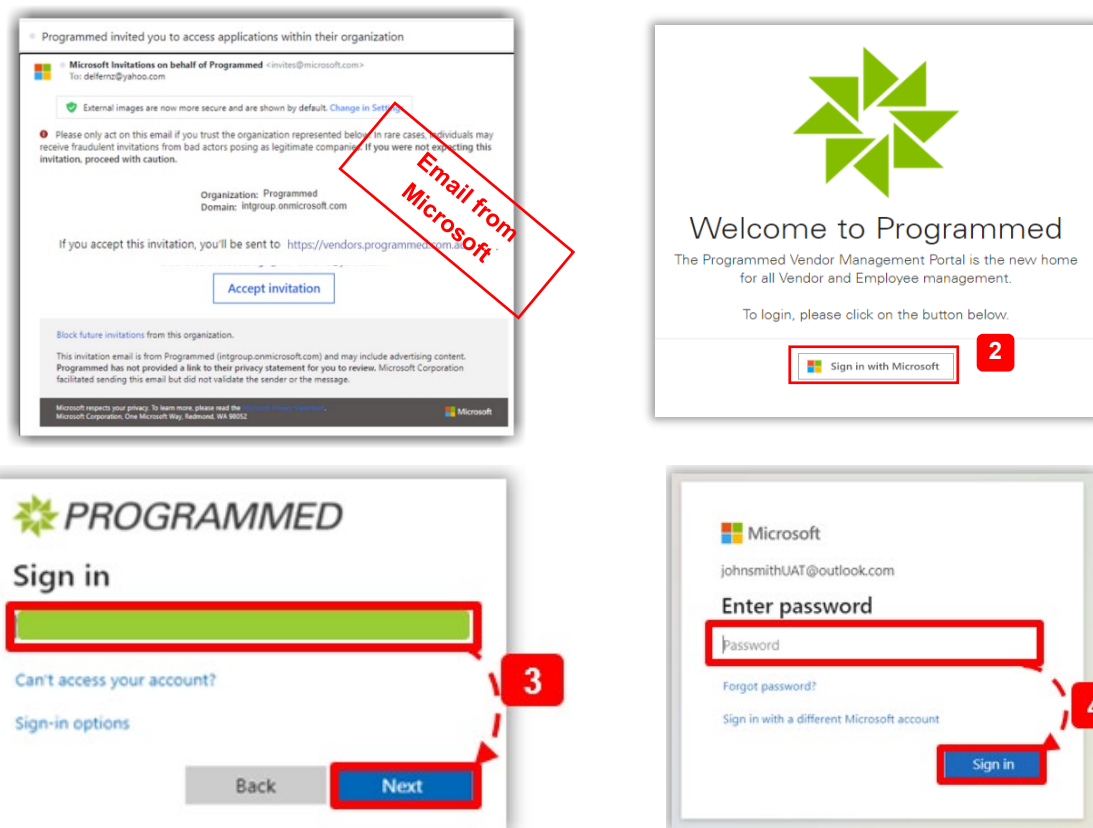 Programmed invited you to access applications within their organization
Microsoft Invitations on behalf of Programmed <invites@microsoft.com>
To: delfernz@yahoo.com
External images are now more secure and are shown by default. Change in Settings
Please only act on this email if you trust the organization represented below. In rare cases, individuals may
receive fraudulent invitations from bad actors posing as legitimate companies. If you were not expecting this
invitation, proceed with caution.
Organization: Programmed
Domain: intgroup.onmicrosoft.com
If you accept this invitation, you'll be sent to https://vendors.programmed.com.a
Accept invitation
Block future invitations from this organization.
This invitation email is from Programmed (intgroup.onmicrosoft.com) and may include advertising content.
Programmed has not provided a link to their privacy statement for you to review. Microsoft Corporation
facilitated sending this email but did not validate the sender or the message.
Microsoft respects your privacy. To learn more, please read the Microsoft Privacy Statement.
Microsoft Corporation, One Microsoft Way, Redmond, WA 98052
Microsoft
Email from
Microsoft
Welcome to Programmed
The Programmed Vendor Management Portal is the new home
for all Vendor and Employee management.
To login, please click on the button below.
Sign in with Microsoft
2
PROGRAMMED
Sign in
Can't access your account?
Sign-in options
Back
Next
3
Microsoft
johnsmithUAT@outlook.com
Enter password
Password
Forgot password?
Sign in with a different Microsoft account
Sign in
4